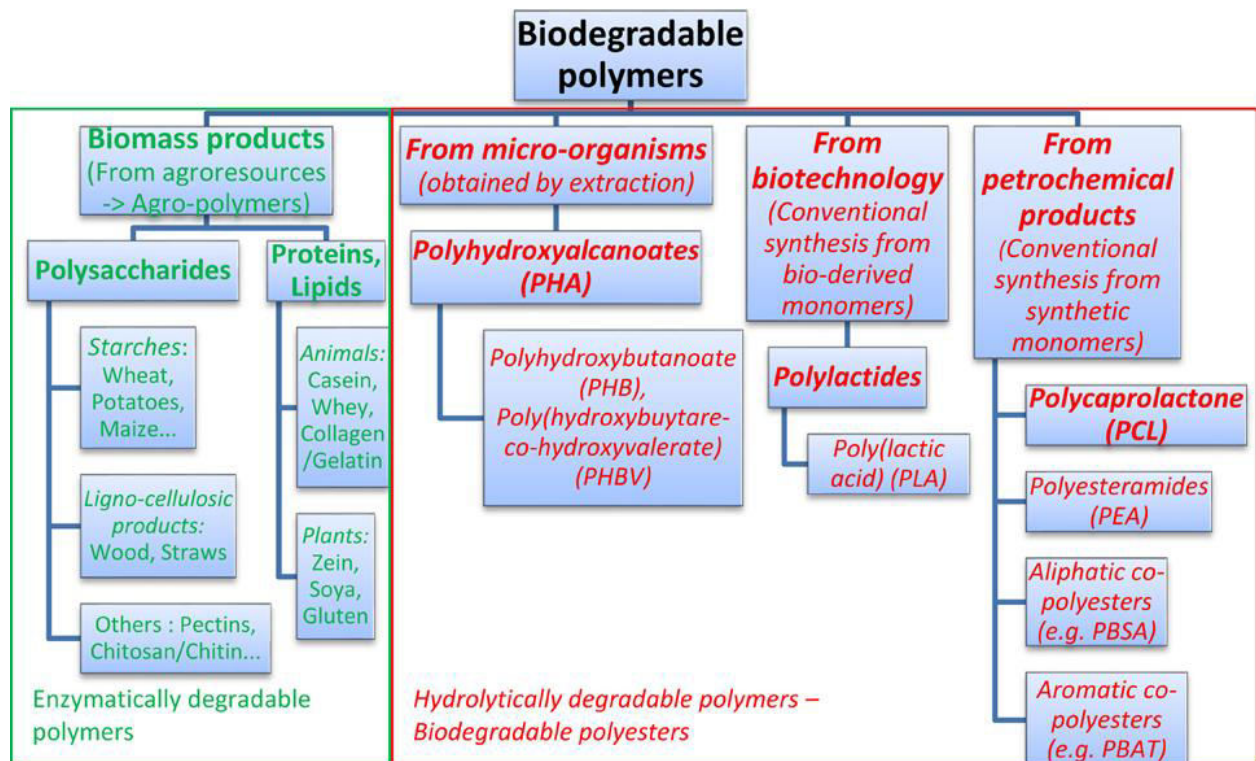 Biodegradable
polymers
Biomass products
(From agroresources
-> Agro-polymers)
Polysaccharides
Starches:
Wheat,
Potatoes,
Maize...
Ligno-cellulosic
products:
Wood, Straws
Others : Pectins,
Chitosan/Chitin...
Proteins,
Lipids
Animals:
Casein,
Whey,
Collagen
/Gelatin
Plants:
Zein,
Soya,
Gluten
Enzymatically degradable
polymers
From micro-organisms
(obtained by extraction)
Polyhydroxyalcanoates
(PHA)
Polyhydroxybutanoate
(PHB),
Poly(hydroxybuytare-
co-hydroxyvalerate)
(PHBV)
From
biotechnology
(Conventional
synthesis from
bio-derived
monomers)
Polylactides
Poly(lactic
acid) (PLA)
From
petrochemical
products
(Conventional
synthesis from
synthetic
monomers)
Polycaprolactone
(PCL)
Polyesteramides
(PEA)
Aliphatic co-
polyesters
(e.g. PBSA)
Aromatic co-
polyesters
(e.g. PBAT)
Hydrolytically degradable polymers –
Biodegradable polyesters